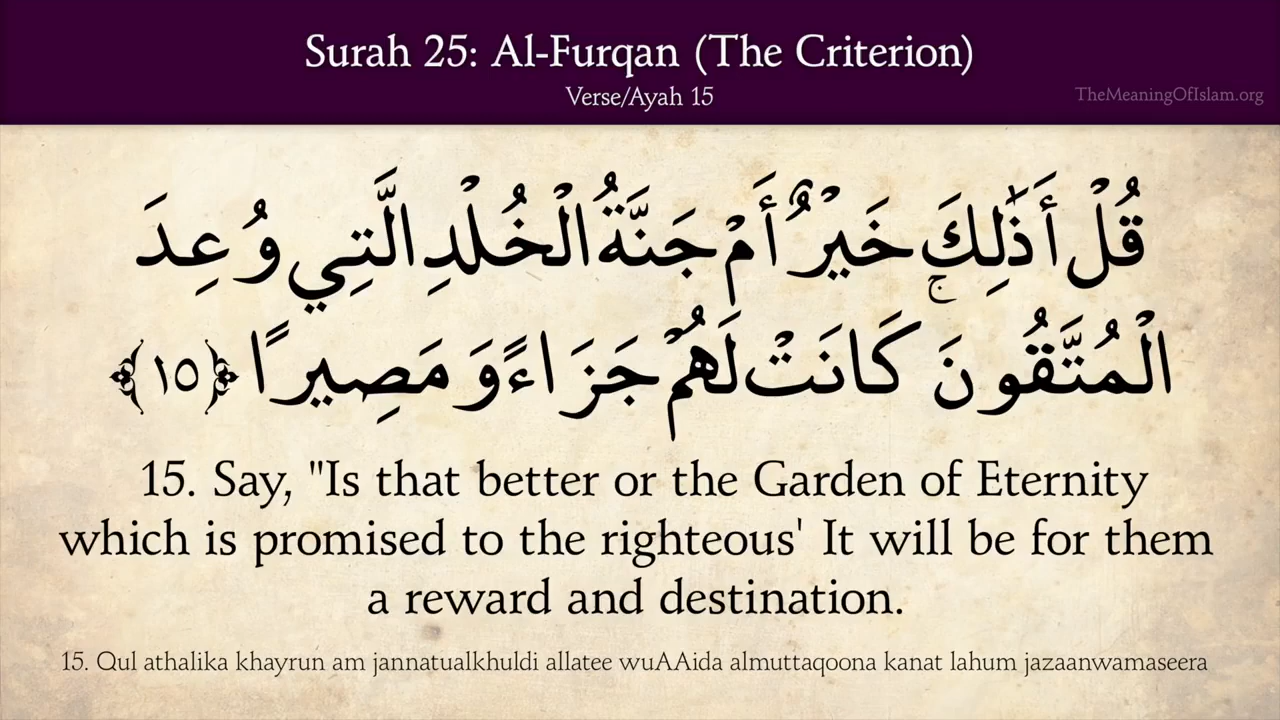 Surah 25: Al-Furqan (The Criterion)
Verse/Ayah 15
TheMeaningOfIslam.org
قُلْ أَذَٰلِكَ خَيْرٌ أَمْ جَنَّةُ الْخُلْدِ الَّتِي وُعِدَ
الْمُتَّقُونَ ۚ كَانَتْ لَهُمْ جَزَاءً وَمَصِيرًا ﴿١٥﴾
15. Say, "Is that better or the Garden of Eternity
which is promised to the righteous' It will be for them
a reward and destination.
15. Qul athalika khayrun am jannatualkhuldi allatee wuAAida almuttaqoona kanat lahum jazaanwamaseera